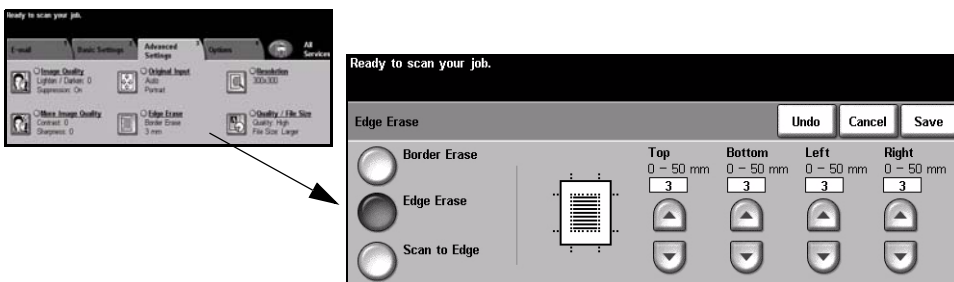 Ready to scan your job.
E-mail
Basic Settings
Advanced Settings
3
Options
All Services
Image Quality
Lighten / Darken: 0
Suppression: On
Original Input
Auto
Portrait
Resolution
300x300
More Image Quality
Contrast: 0
Sharpness: 0
Edge Erase
Border Erase
3 mm
Quality / File Size
Quality: High
File Size: Larger
Ready to scan your job.
Edge Erase
Undo Cancel Save
Border Erase
Edge Erase
Scan to Edge
Top Bottom Left Right
0 - 50 mm 0 - 50 mm 0 - 50 mm 0 - 50 mm
3 3 3 3